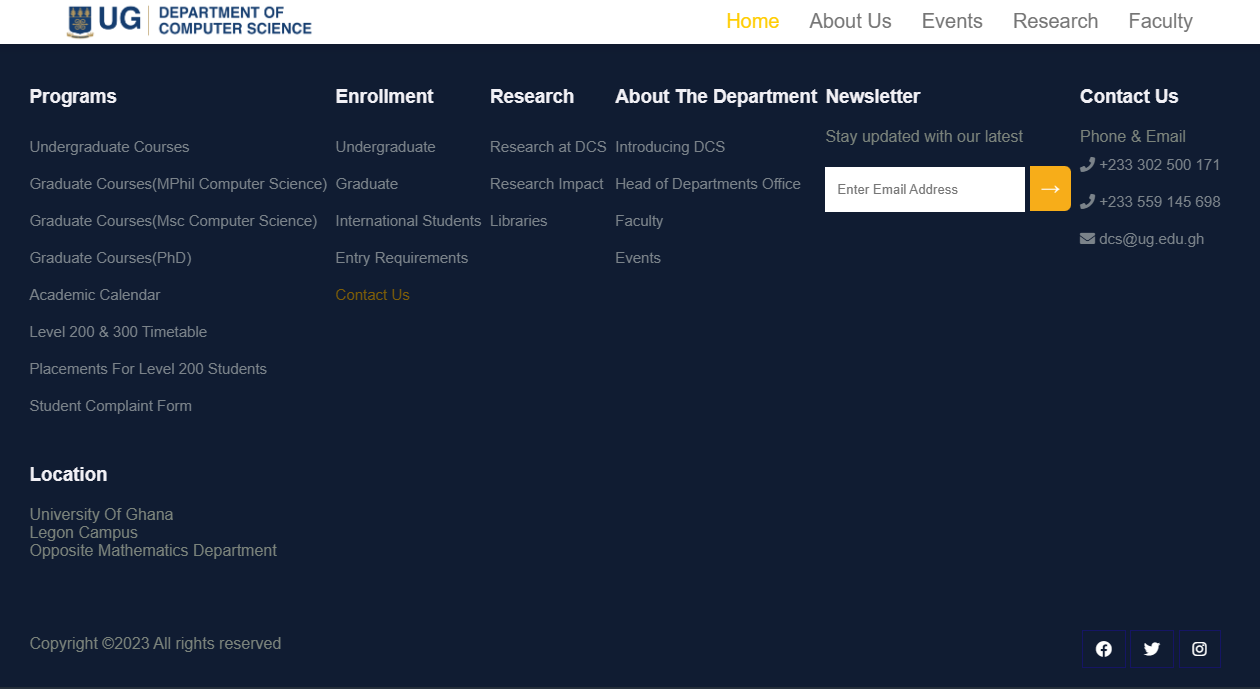 UG
DEPARTMENT OF
COMPUTER SCIENCE
Home
About Us
Events
Research
Faculty
Programs
Undergraduate Courses
Graduate Courses(MPhil Computer Science)
Graduate Courses(Msc Computer Science)
Graduate Courses(PhD)
Academic Calendar
Level 200 & 300 Timetable
Placements For Level 200 Students
Student Complaint Form
Enrollment
Undergraduate
Graduate
International Students
Entry Requirements
Contact Us
Research
Research at DCS
Research Impact
Libraries
About The Department
Introducing DCS
Head of Departments Office
Faculty
Events
Newsletter
Stay updated with our latest
Enter Email Address
→
Contact Us
Phone & Email
+233 302 500 171
+233 559 145 698
dcs@ug.edu.gh
Location
University Of Ghana
Legon Campus
Opposite Mathematics Department
Copyright ©2023 All rights reserved